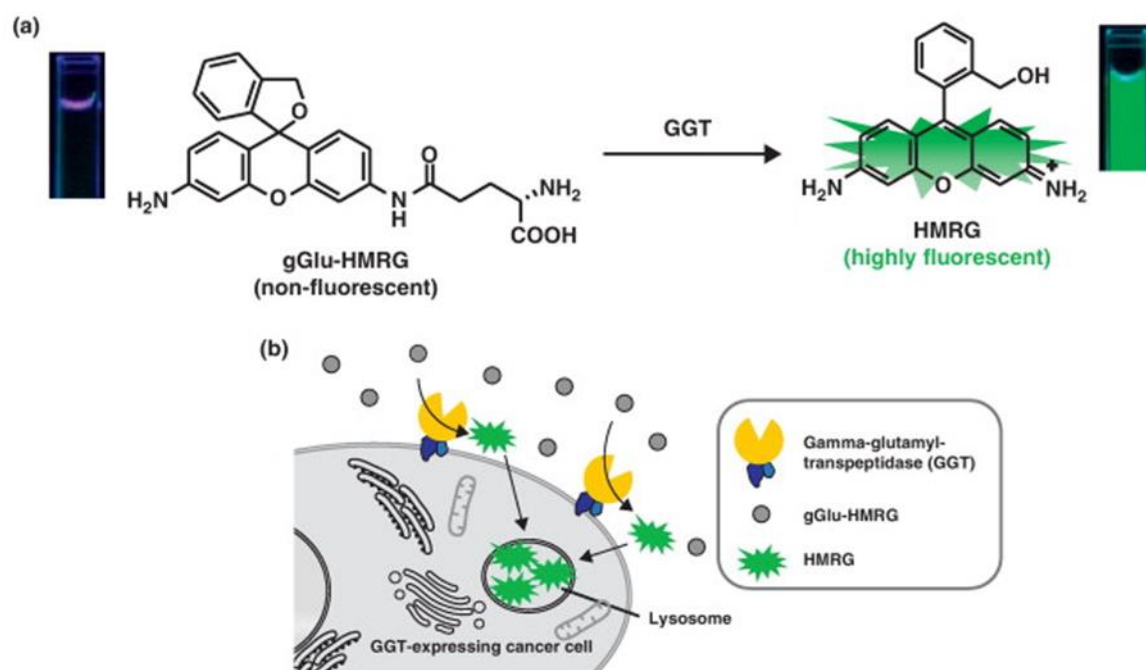 (a)
O
H₂N
O
N
H
O
NH₂
COOH
gGlu-HMRG
(non-fluorescent)
GGT
OH
H₂N
O
+
NH₂
HMRG
(highly fluorescent)
(b)
Gamma-glutamyl-
transpeptidase (GGT)
gGlu-HMRG
HMRG
Lysosome
GGT-expressing cancer cell